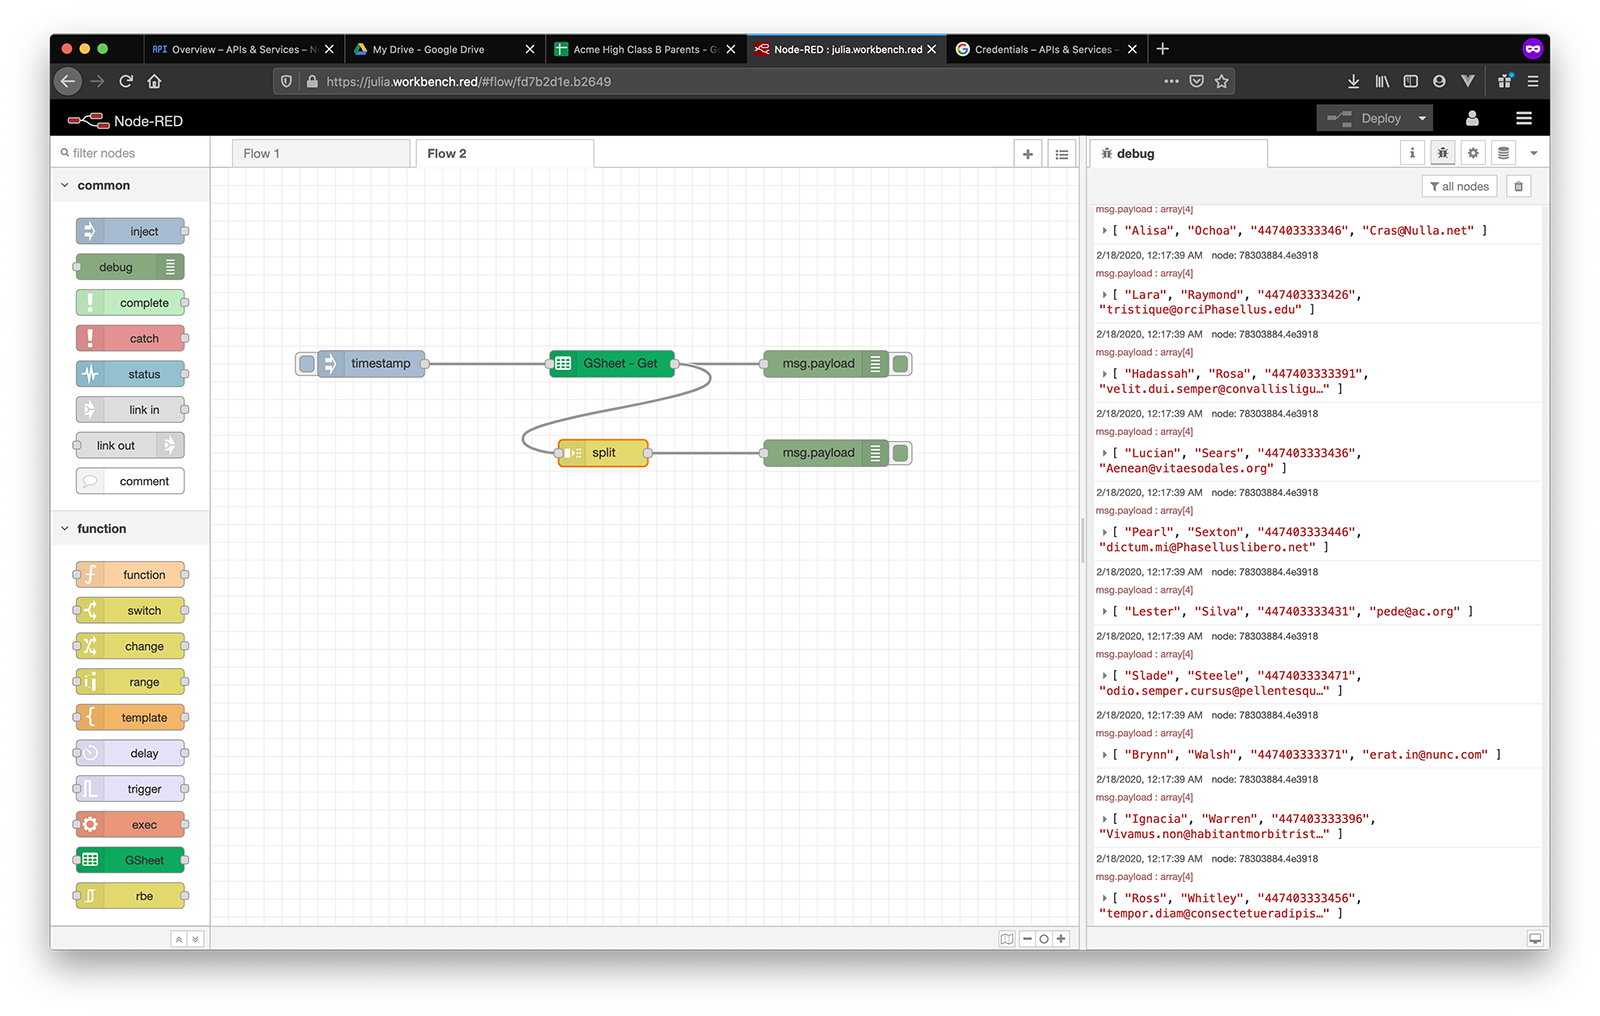 API Overview – APIs & Services – N
My Drive - Google Drive
Acme High Class B Parents - G
Node-RED : julia.workbench.red
Credentials – APIs & Services –
https://julia.workbench.red/#flow/fd7b2d1e.b2649
Node-RED
Deploy
filter nodes
Flow 1
Flow 2
debug
i
common
all nodes
inject
debug
complete
catch
status
link in
link out
comment
function
function
switch
change
range
template
delay
trigger
exec
GSheet
rbe
timestamp
GSheet - Get
msg.payload
split
msg.payload
msg.payload : array[4]
[ "Alisa", "Ochoa", "447403333346", "Cras@Nulla.net" ]
2/18/2020, 12:17:39 AM node: 78303884.4e3918
msg.payload : array[4]
[ "Lara", "Raymond", "447403333426",
"tristique@orciPhasellus.edu" ]
2/18/2020, 12:17:39 AM node: 78303884.4e3918
msg.payload : array[4]
[ "Hadassah", "Rosa", "447403333391",
"velit.dui.semper@convallisligu…" ]
2/18/2020, 12:17:39 AM node: 78303884.4e3918
msg.payload : array[4]
[ "Lucian", "Sears", "447403333436",
"Aenean@vitaesodales.org" ]
2/18/2020, 12:17:39 AM node: 78303884.4e3918
msg.payload : array[4]
[ "Pearl", "Sexton", "447403333446",
"dictum.mi@Phaselluslibero.net" ]
2/18/2020, 12:17:39 AM node: 78303884.4e3918
msg.payload : array[4]
[ "Lester", "Silva", "447403333431", "pede@ac.org" ]
2/18/2020, 12:17:39 AM node: 78303884.4e3918
msg.payload : array[4]
[ "Slade", "Steele", "447403333471",
"odio.semper.cursus@pellentesqu…" ]
2/18/2020, 12:17:39 AM node: 78303884.4e3918
msg.payload : array[4]
[ "Brynn", "Walsh", "447403333371", "erat.in@nunc.com" ]
2/18/2020, 12:17:39 AM node: 78303884.4e3918
msg.payload : array[4]
[ "Ignacia", "Warren", "447403333396",
"Vivamus.non@habitantmorbitrist…" ]
2/18/2020, 12:17:39 AM node: 78303884.4e3918
msg.payload : array[4]
[ "Ross", "Whitley", "447403333456",
"tempor.diam@consectetueradipis…" ]